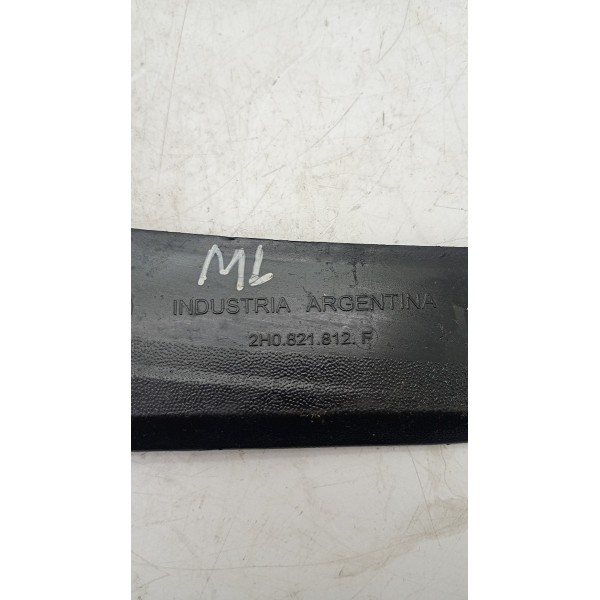 ML
INDUSTRIA ARGENTINA
2H0.821.812. F